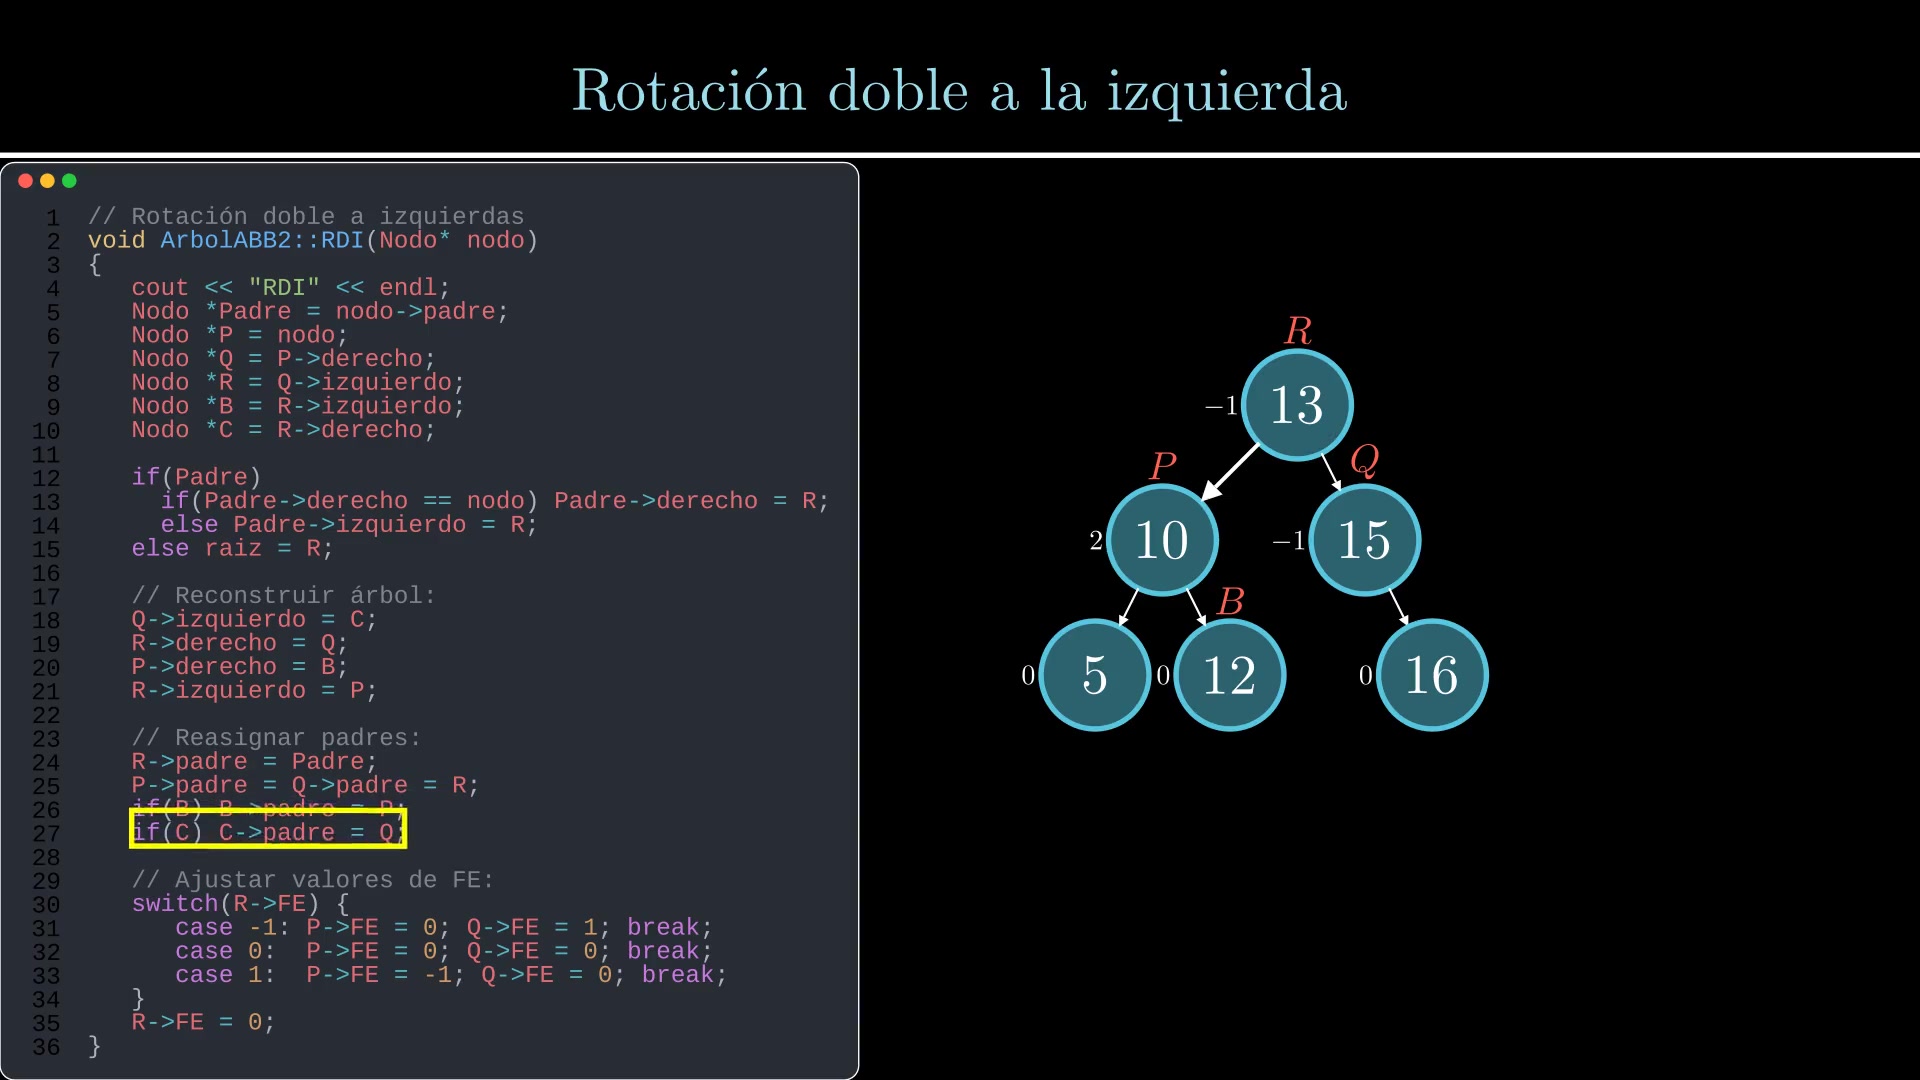 Rotación doble a la izquierda
1 // Rotación doble a izquierdas
2 void ArbolABB2::RDI(Nodo* nodo)
3 {
4 cout << "RDI" << endl;
5 Nodo *Padre = nodo->padre;
6 Nodo *P = nodo;
7 Nodo *Q = P->derecho;
8 Nodo *R = Q->izquierdo;
9 Nodo *B = R->izquierdo;
10 Nodo *C = R->derecho;
11
12 if(Padre)
13 if(Padre->derecho == nodo) Padre->derecho = R;
14 else Padre->izquierdo = R;
15 else raiz = R;
16
17 // Reconstruir árbol:
18 Q->izquierdo = C;
19 R->derecho = Q;
20 P->derecho = B;
21 R->izquierdo = P;
22
23 // Reasignar padres:
24 R->padre = Padre;
25 P->padre = Q->padre = R;
26 if(B) B->padre = P;
27 if(C) C->padre = Q;
28
29 // Ajustar valores de FE:
30 switch(R->FE) {
31 case -1: P->FE = 0; Q->FE = 1; break;
32 case 0: P->FE = 0; Q->FE = 0; break;
33 case 1: P->FE = -1; Q->FE = 0; break;
34 }
35 R->FE = 0;
36 }
R
−1 13
P Q
2 10 −1 15
B
0 5 0 12 0 16